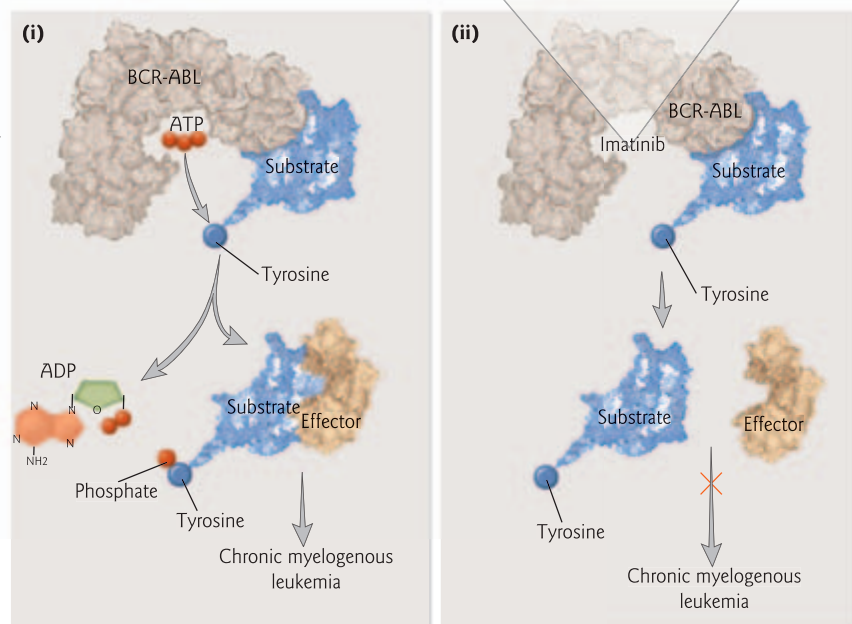 (i)
BCR-ABL
ATP
Substrate
Tyrosine
ADP
N
N
O
N
N
NH2
Substrate
Effector
Phosphate
Tyrosine
Chronic myelogenous
leukemia
(ii)
BCR-ABL
Imatinib
Substrate
Tyrosine
Substrate
Effector
Tyrosine
Chronic myelogenous
leukemia